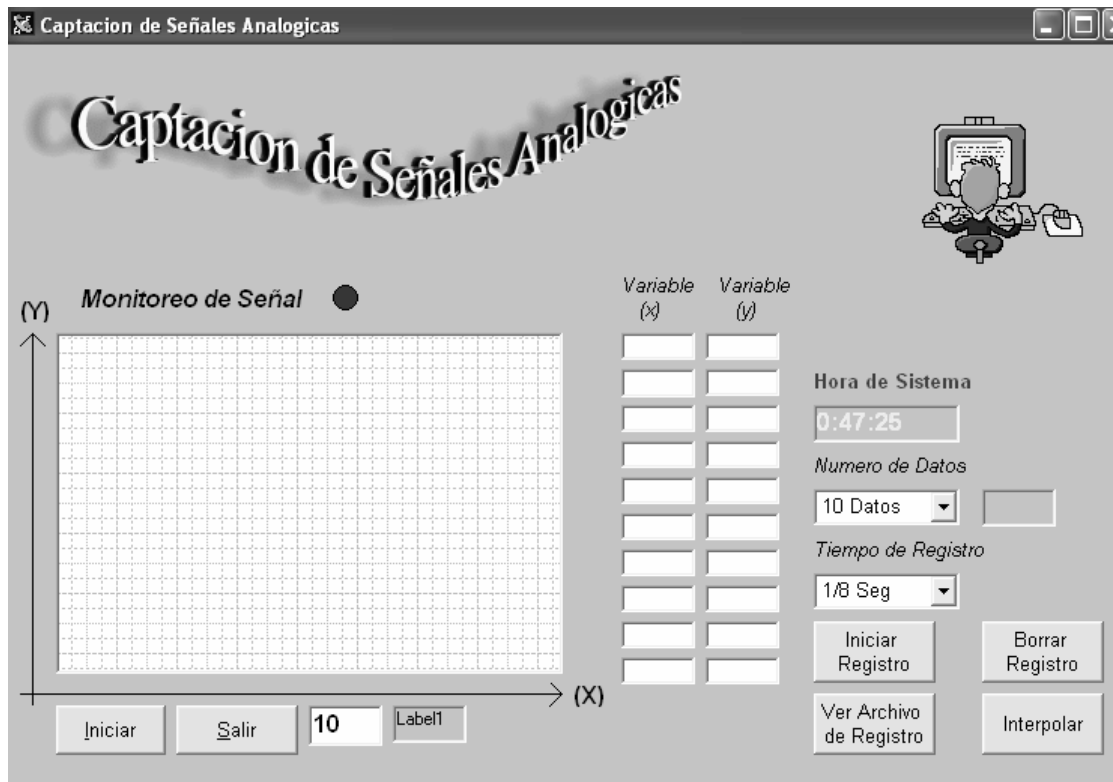 Captacion de Señales Analogicas
Captacion de Señales Analogicas
Monitoreo de Señal
(Y)
(X)
Variable
(x)
Variable
(y)
Hora de Sistema
0:47:25
Numero de Datos
10 Datos
Tiempo de Registro
1/8 Seg
Iniciar
Registro
Borrar
Registro
Ver Archivo
de Registro
Interpolar
Iniciar
Salir
10
Label1